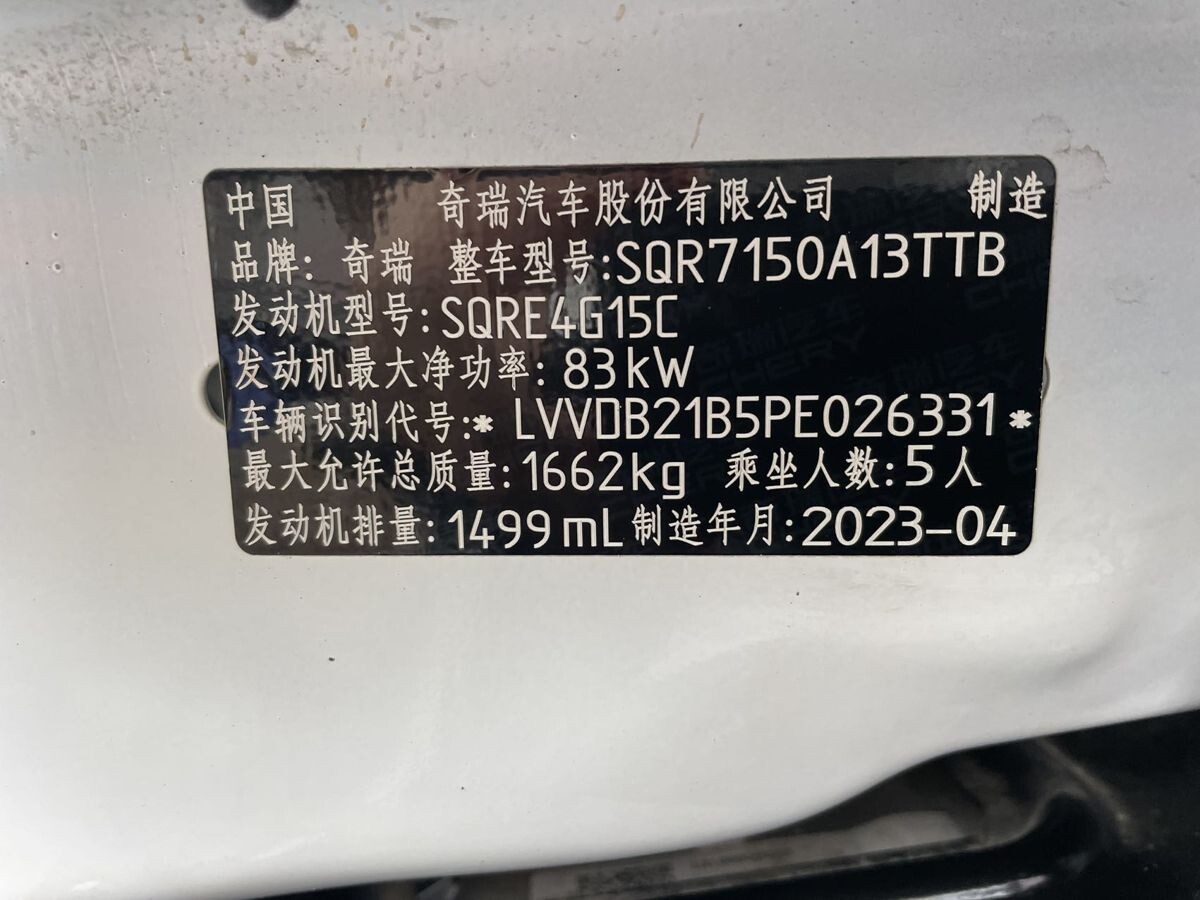 中国 奇瑞汽车股份有限公司 制造
品牌: 奇瑞 整车型号:SQR7150A13TTB
发动机型号:SQRE4G15C
发动机最大净功率: 83kW
车辆识别代号:* LVVDB21B5PE026331 *
最大允许总质量:1662kg 乘坐人数:5人
发动机排量:1499mL 制造年月:2023-04